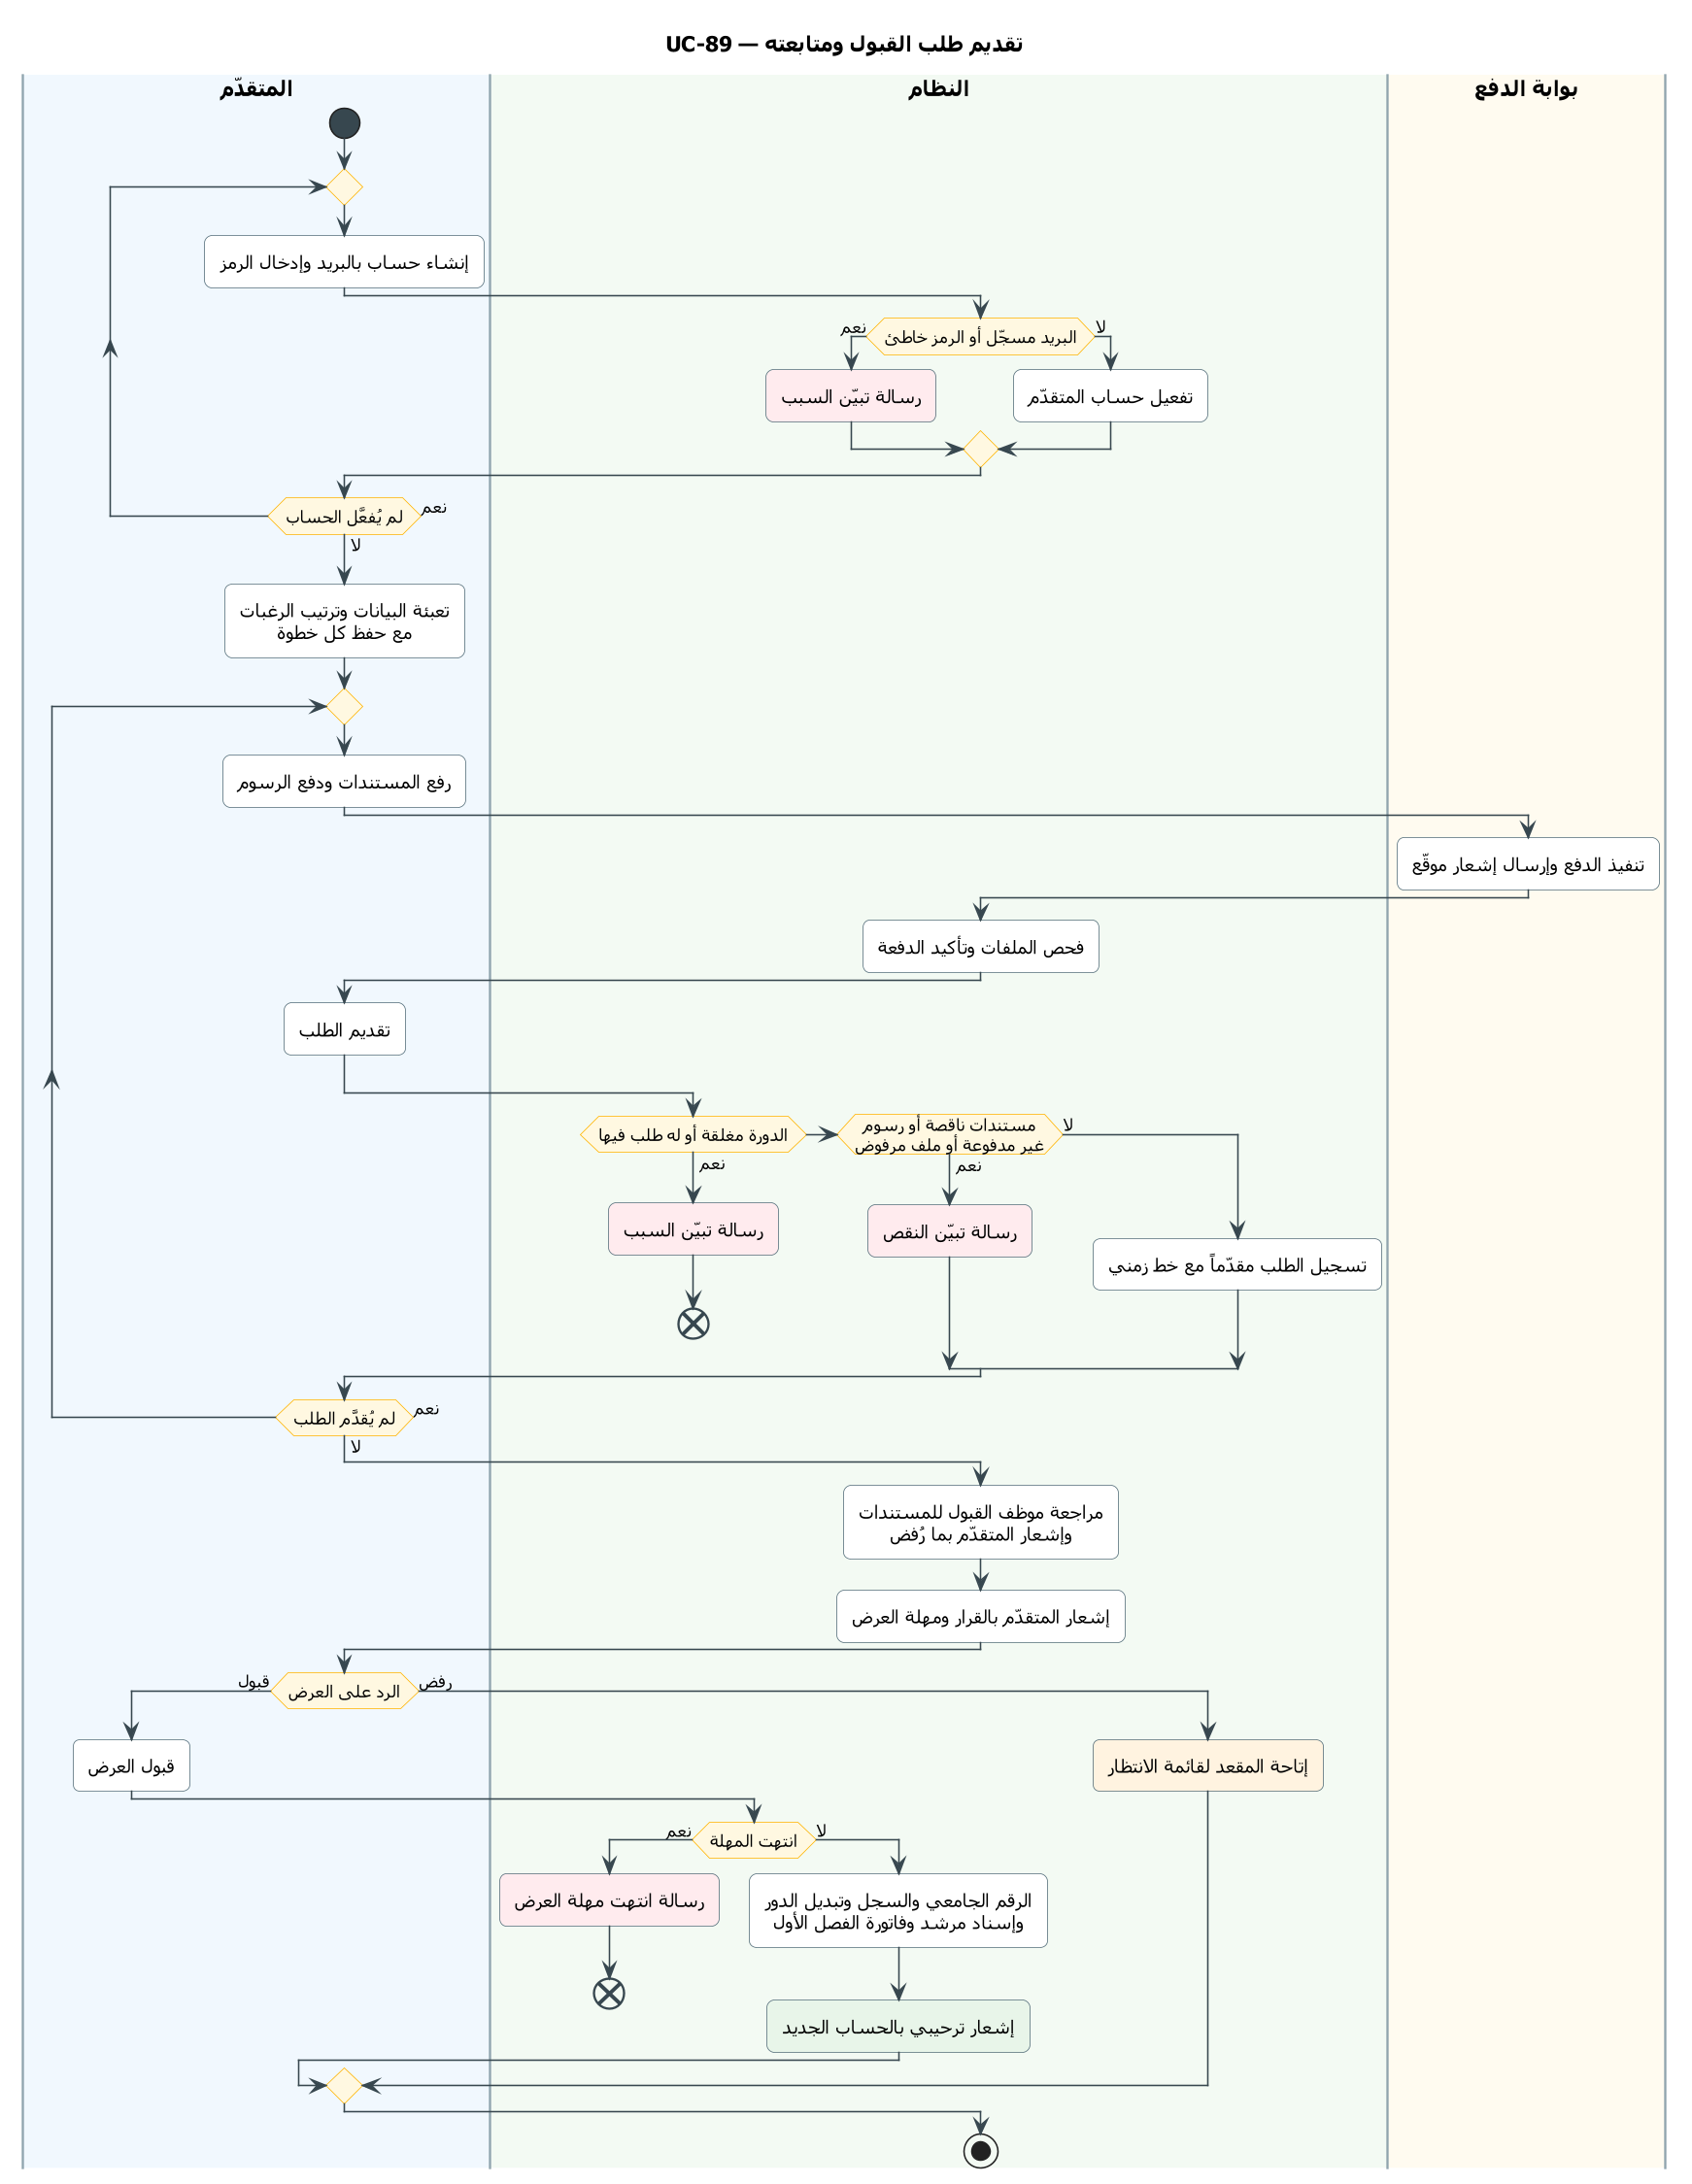 UC-89 — تقديم طلب القبول ومتابعته
المتقدّم
النظام
بوابة الدفع
إنشاء حساب بالبريد وإدخال الرمز
البريد مسجّل أو الرمز خاطئ
نعم
لا
رسالة تبيّن السبب
تفعيل حساب المتقدّم
لم يُفعَّل الحساب
نعم
لا
تعبئة البيانات وترتيب الرغبات
مع حفظ كل خطوة
رفع المستندات ودفع الرسوم
تنفيذ الدفع وإرسال إشعار موقّع
فحص الملفات وتأكيد الدفعة
تقديم الطلب
الدورة مغلقة أو له طلب فيها
نعم
مستندات ناقصة أو رسوم
غير مدفوعة أو ملف مرفوض
نعم
لا
رسالة تبيّن السبب
رسالة تبيّن النقص
تسجيل الطلب مقدّماً مع خط زمني
لم يُقدَّم الطلب
نعم
لا
مراجعة موظف القبول للمستندات
وإشعار المتقدّم بما رُفض
إشعار المتقدّم بالقرار ومهلة العرض
الرد على العرض
قبول
رفض
قبول العرض
إتاحة المقعد لقائمة الانتظار
انتهت المهلة
نعم
لا
رسالة انتهت مهلة العرض
الرقم الجامعي والسجل وتبديل الدور
وإسناد مرشد وفاتورة الفصل الأول
إشعار ترحيبي بالحساب الجديد